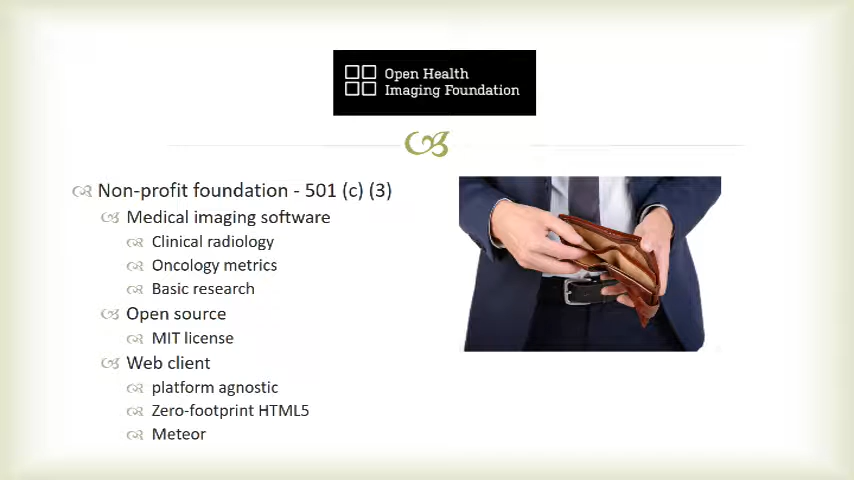 Open Health
Imaging Foundation
Non-profit foundation - 501 (c) (3)
Medical imaging software
Clinical radiology
Oncology metrics
Basic research
Open source
MIT license
Web client
platform agnostic
Zero-footprint HTML5
Meteor